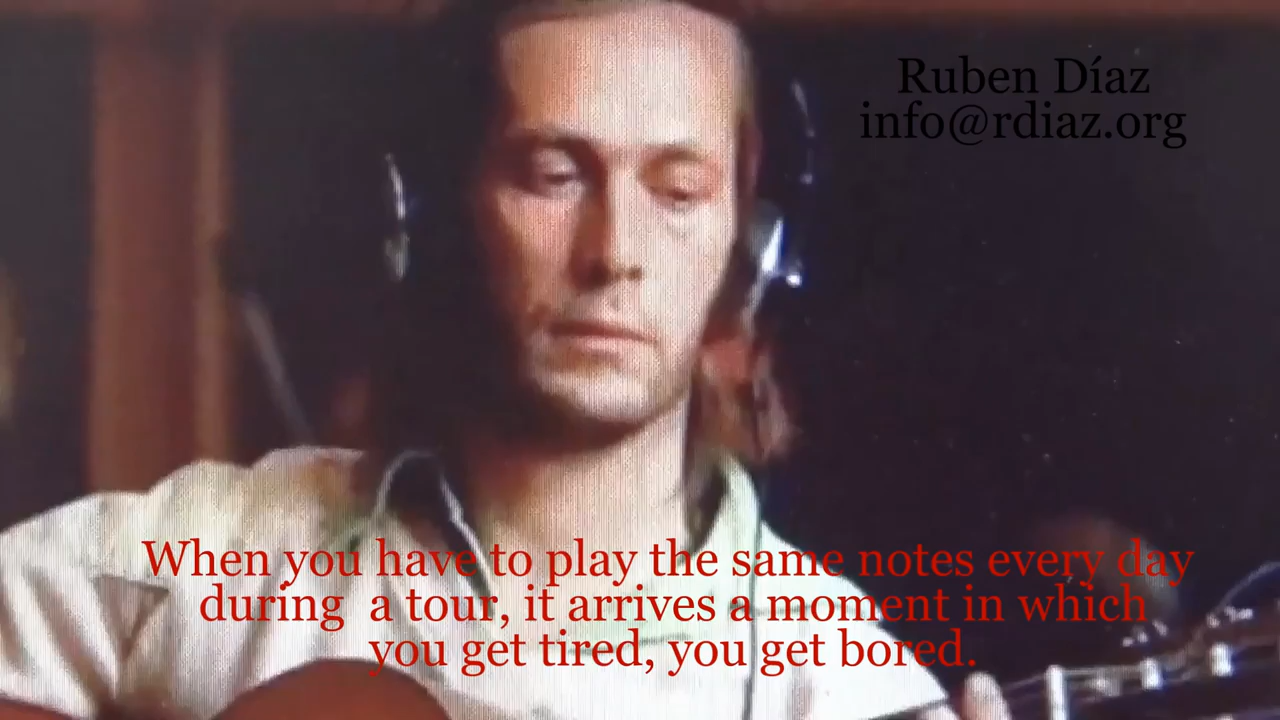 Ruben Díaz
info@rdiaz.org
When you have to play the same notes every day
during a tour, it arrives a moment in which
you get tired, you get bored.